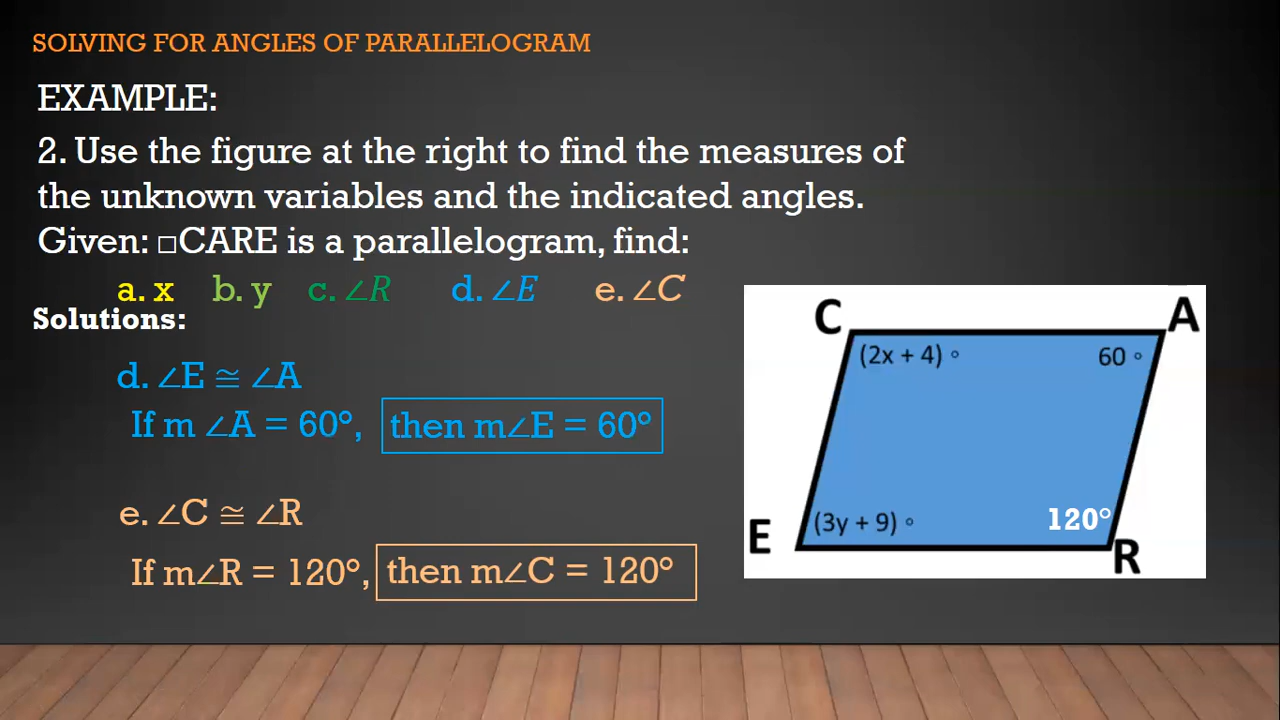 SOLVING FOR ANGLES OF PARALLELOGRAM
EXAMPLE:
2. Use the figure at the right to find the measures of
the unknown variables and the indicated angles.
Given: □CARE is a parallelogram, find:
a. x b. y c. ∠R d. ∠E e. ∠C
Solutions:
d. ∠E ≅ ∠A
If m ∠A = 60°, then m∠E = 60°
e. ∠C ≅ ∠R
If m∠R = 120°, then m∠C = 120°
C A
(2x + 4) ° 60 °
E (3y + 9) ° 120° R